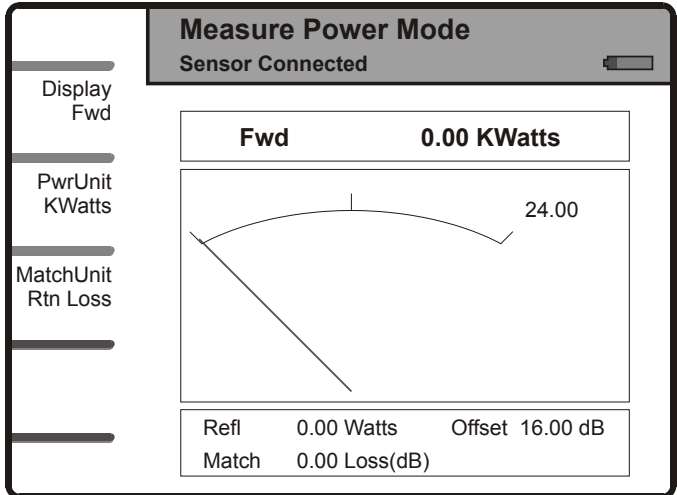 Measure Power Mode
Sensor Connected
Display
Fwd
PwrUnit
KWatts
MatchUnit
Rtn Loss
Fwd 0.00 KWatts
24.00
Refl 0.00 Watts Offset 16.00 dB
Match 0.00 Loss(dB)